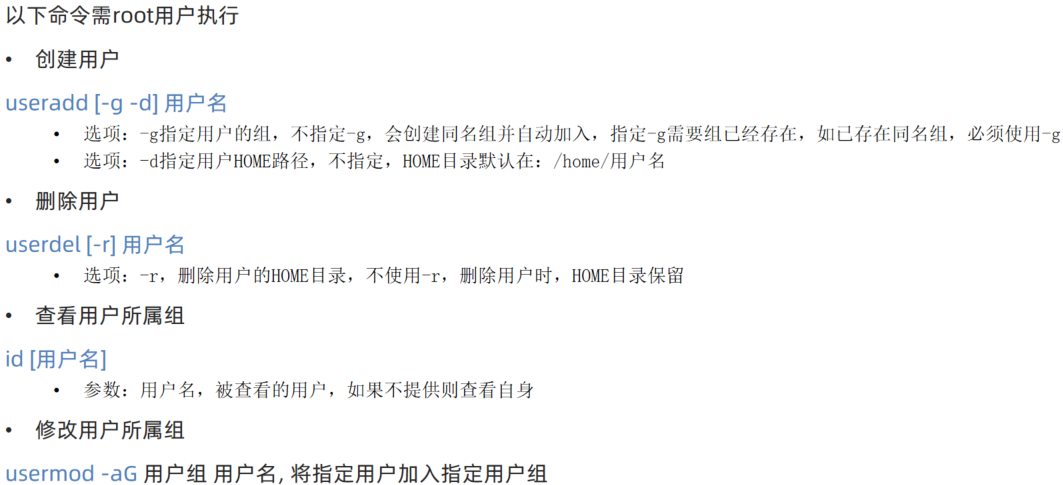 以下命令需root用户执行
• 创建用户
useradd [-g -d] 用户名
• 选项：-g指定用户的组，不指定-g，会创建同名组并自动加入，指定-g需要组已经存在，如已存在同名组，必须使用-g
• 选项：-d指定用户HOME路径，不指定，HOME目录默认在：/home/用户名
• 删除用户
userdel [-r] 用户名
• 选项：-r，删除用户的HOME目录，不使用-r，删除用户时，HOME目录保留
• 查看用户所属组
id [用户名]
• 参数：用户名，被查看的用户，如果不提供则查看自身
• 修改用户所属组
usermod -aG 用户组 用户名, 将指定用户加入指定用户组